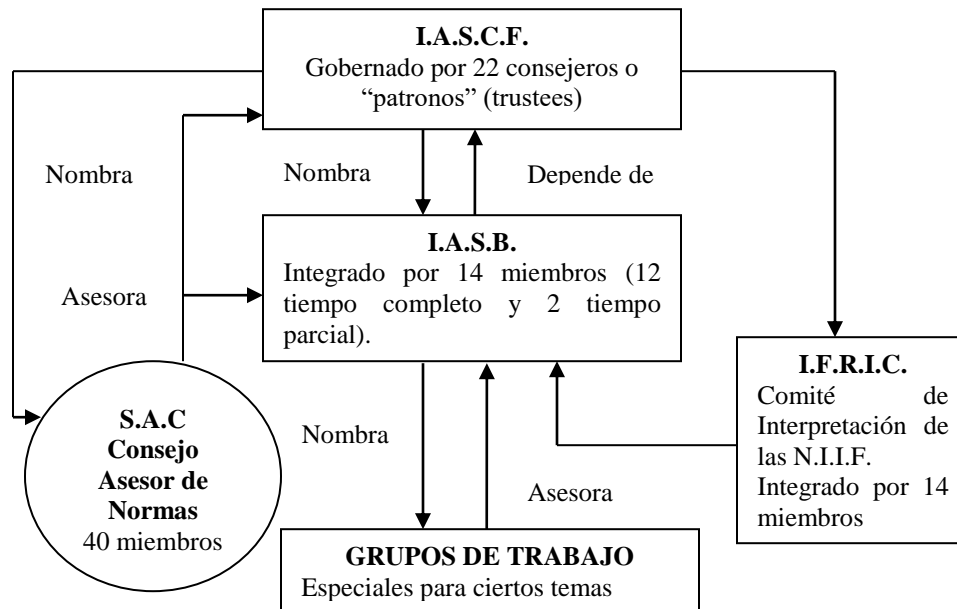 I.A.S.C.F.
Gobernado por 22 consejeros o
“patronos” (trustees)
Nombra
Nombra
Depende de
I.A.S.B.
Integrado por 14 miembros (12
tiempo completo y 2 tiempo
parcial).
Asesora
I.F.R.I.C.
Comité de
Interpretación de
las N.I.I.F.
Integrado por 14
miembros
S.A.C
Consejo
Asesor de
Normas
40 miembros
Nombra
Asesora
GRUPOS DE TRABAJO
Especiales para ciertos temas